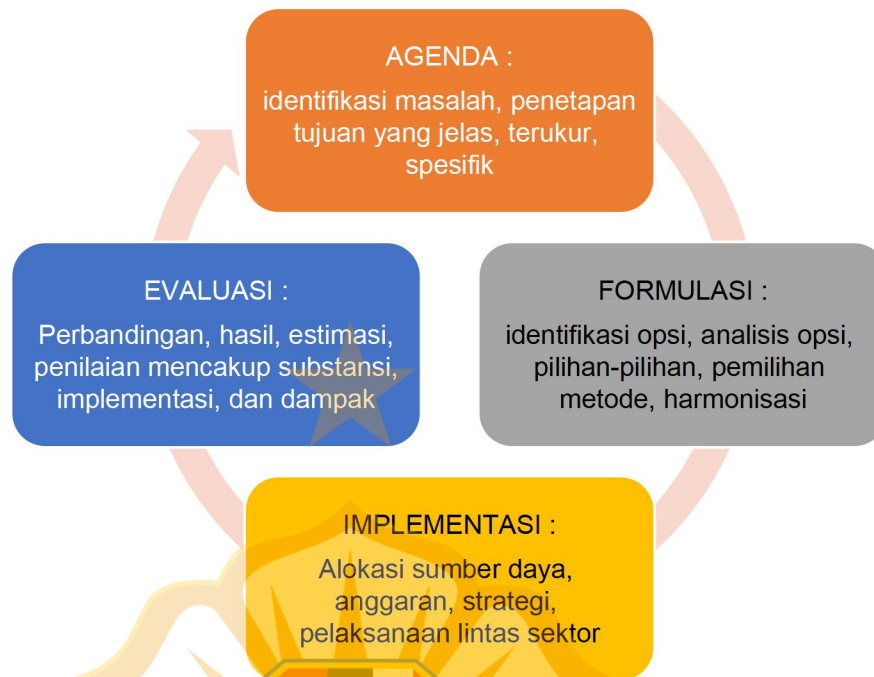 AGENDA :
identifikasi masalah, penetapan
tujuan yang jelas, terukur,
spesifik
EVALUASI :
Perbandingan, hasil, estimasi,
penilaian mencakup substansi,
implementasi, dan dampak
FORMULASI :
identifikasi opsi, analisis opsi,
pilihan-pilihan, pemilihan
metode, harmonisasi
IMPLEMENTASI :
Alokasi sumber daya,
anggaran, strategi,
pelaksanaan lintas sektor